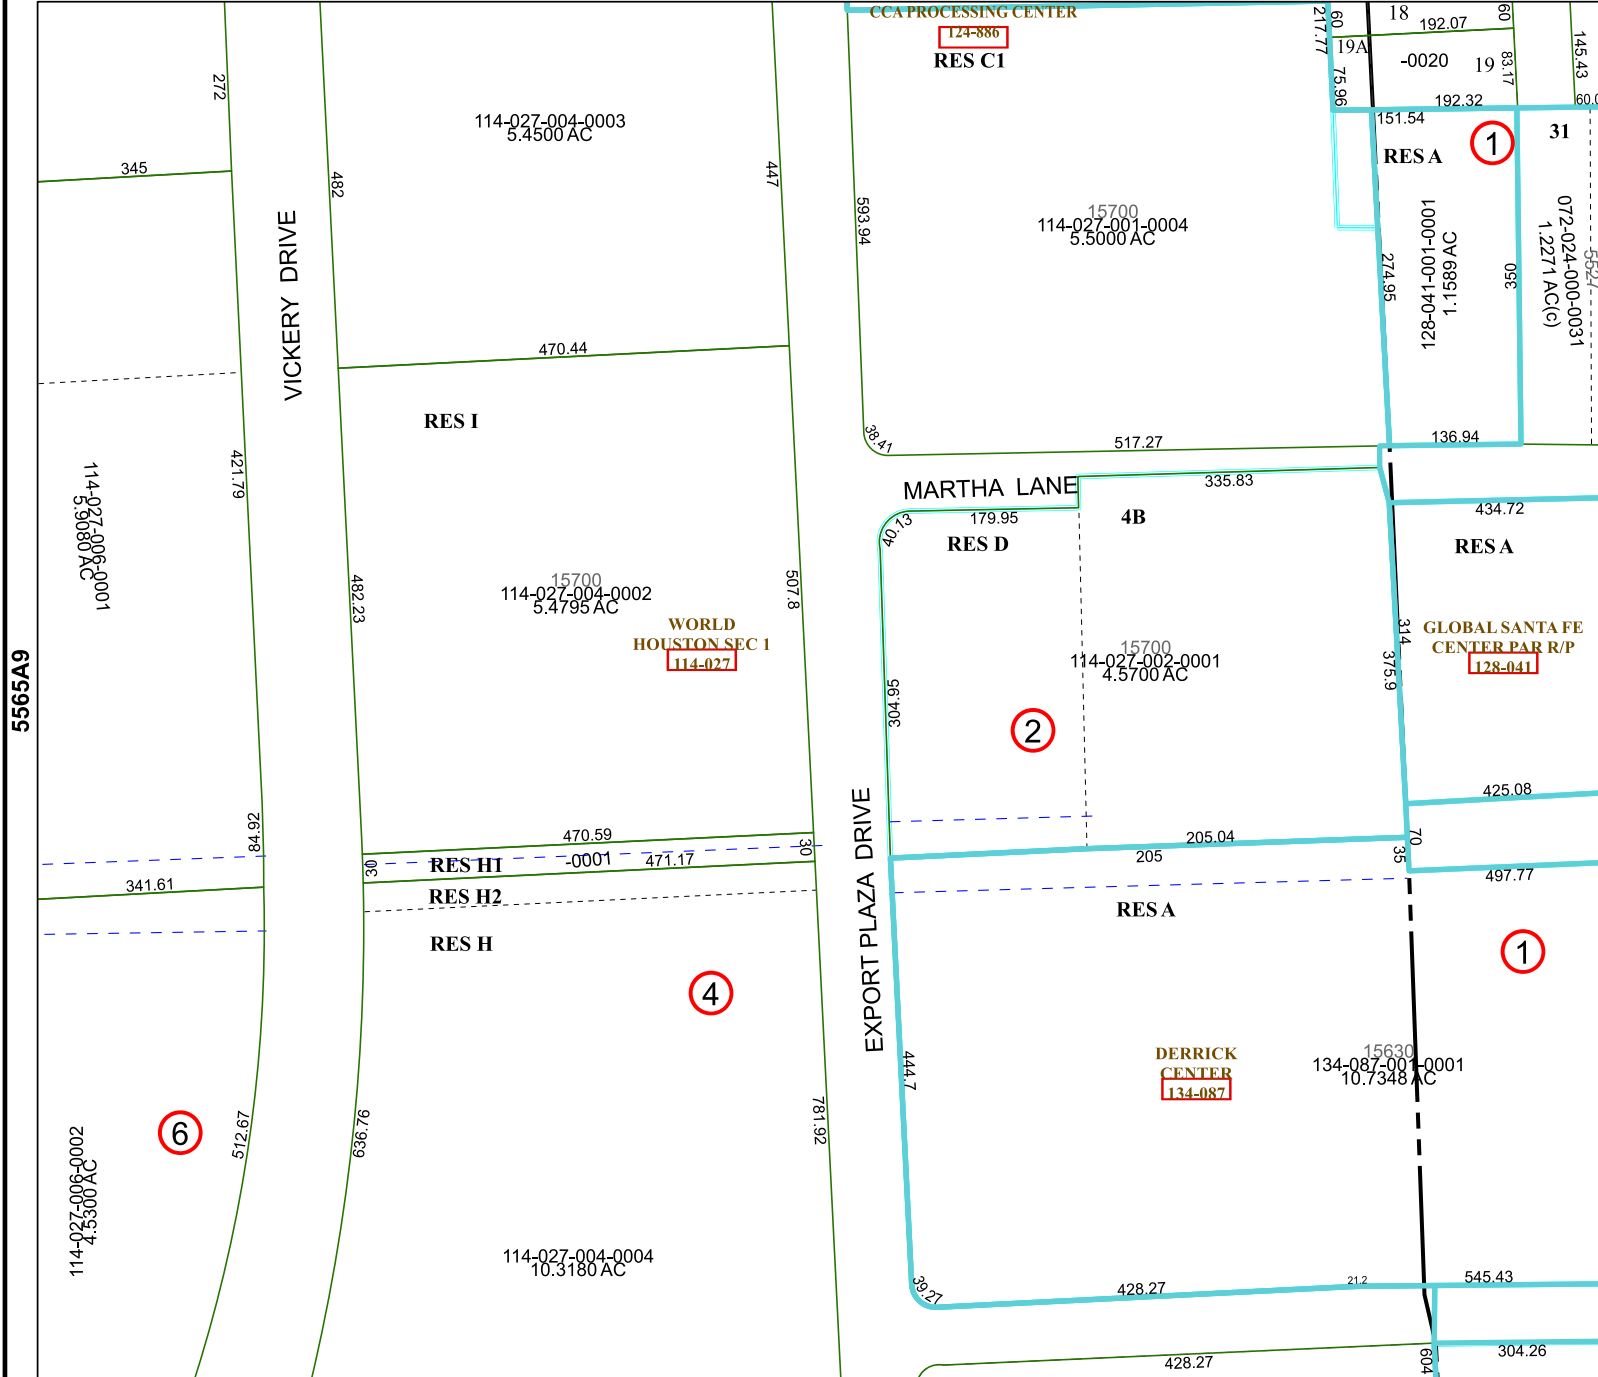 CCA PROCESSING CENTER
124-886
RES C1
217.77
60
18
192.07
60
145.43
19A
-0020
19
83.17
75.96
192.32
60.0
272
114-027-004-0003
5.4500 AC
447
151.54
RES A
1
31
345
482
593.94
15700
114-027-001-0004
5.5000 AC
274.95
128-041-001-0001
1.1589 AC
350
072-024-000-0031
1.2271 AC(c)
5527
VICKERY DRIVE
470.44
RES I
38.41
517.27
136.94
421.79
114-027-006-0001
5.9080 AC
MARTHA LANE
335.83
179.95
40.13
4B
434.72
RES D
RES A
482.23
15700
114-027-004-0002
5.4795 AC
507.8
WORLD
HOUSTON SEC 1
114-027
15700
114-027-002-0001
4.5700 AC
314
375.9
GLOBAL SANTA FE
CENTER PAR R/P
128-041
5565A9
304.95
2
425.08
84.92
470.59
30
205.04
70
RES H1
-0001
471.17
30
205
35
497.77
341.61
RES H2
RES A
RES H
EXPORT PLAZA DRIVE
4
1
444.7
DERRICK
CENTER
134-087
15630
134-087-001-0001
10.7348 AC
6
512.67
636.76
781.92
114-027-006-0002
4.5300 AC
114-027-004-0004
10.3180 AC
39.27
428.27
21.2
545.43
428.27
604
304.26